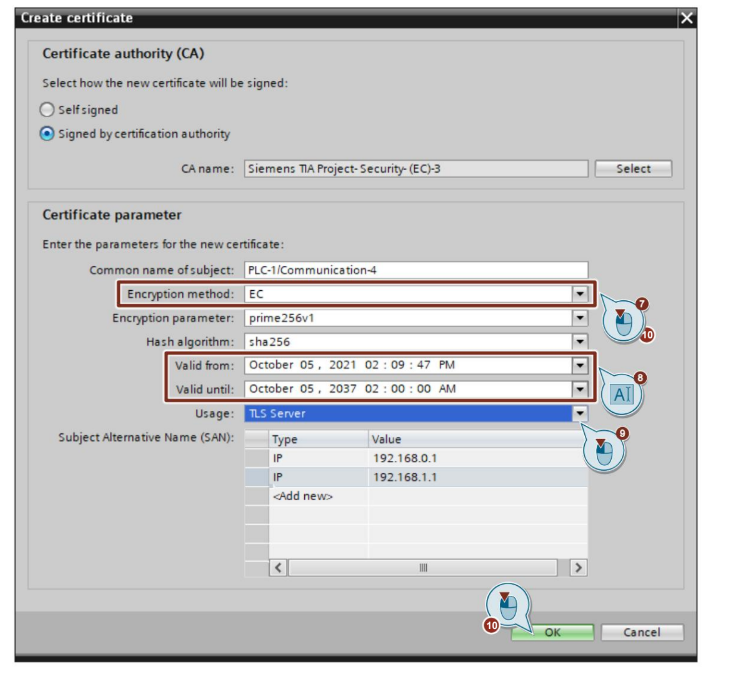 Create certificate
Certificate authority (CA)
Select how the new certificate will be signed:
Self signed
Signed by certification authority
CA name: Siemens TIA Project- Security- (EC)-3 Select
Certificate parameter
Enter the parameters for the new certificate:
Common name of subject: PLC-1/Communication-4
Encryption method: EC
7
Encryption parameter: prime256v1
10
Hash algorithm: sha256
Valid from: October 05 , 2021 02 : 09 : 47 PM
8
Valid until: October 05 , 2037 02 : 00 : 00 AM
A
Usage: TLS Server
9
Subject Alternative Name (SAN): Type Value
IP 192.168.0.1
IP 192.168.1.1
<Add new>
10
OK Cancel